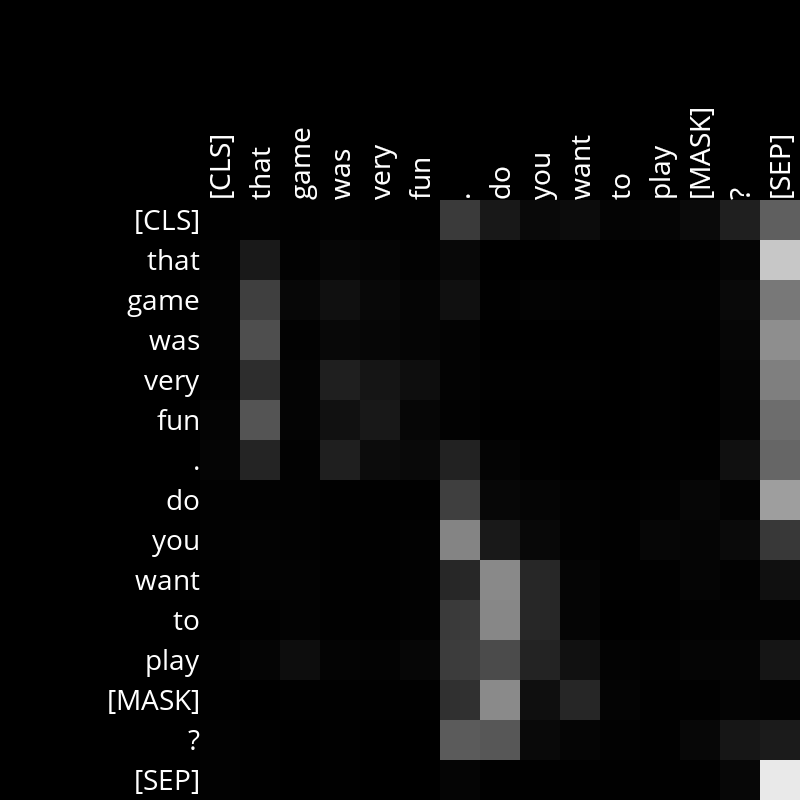 [CLS] that game was very fun . do you want to play [MASK] ? [SEP]
[CLS]
that
game
was
very
fun
.
do
you
want
to
play
[MASK]
?
[SEP]